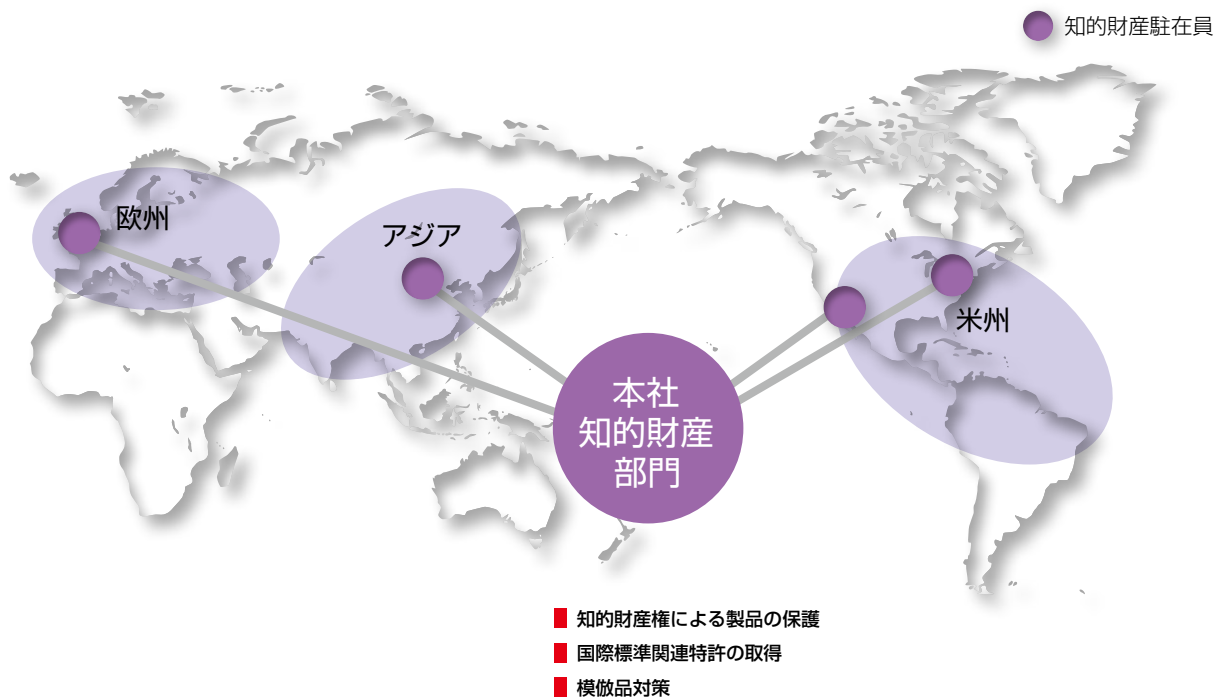 知的財産駐在員
欧州
アジア
米州
本社
知的財産
部門
知的財産権による製品の保護
国際標準関連特許の取得
模倣品対策